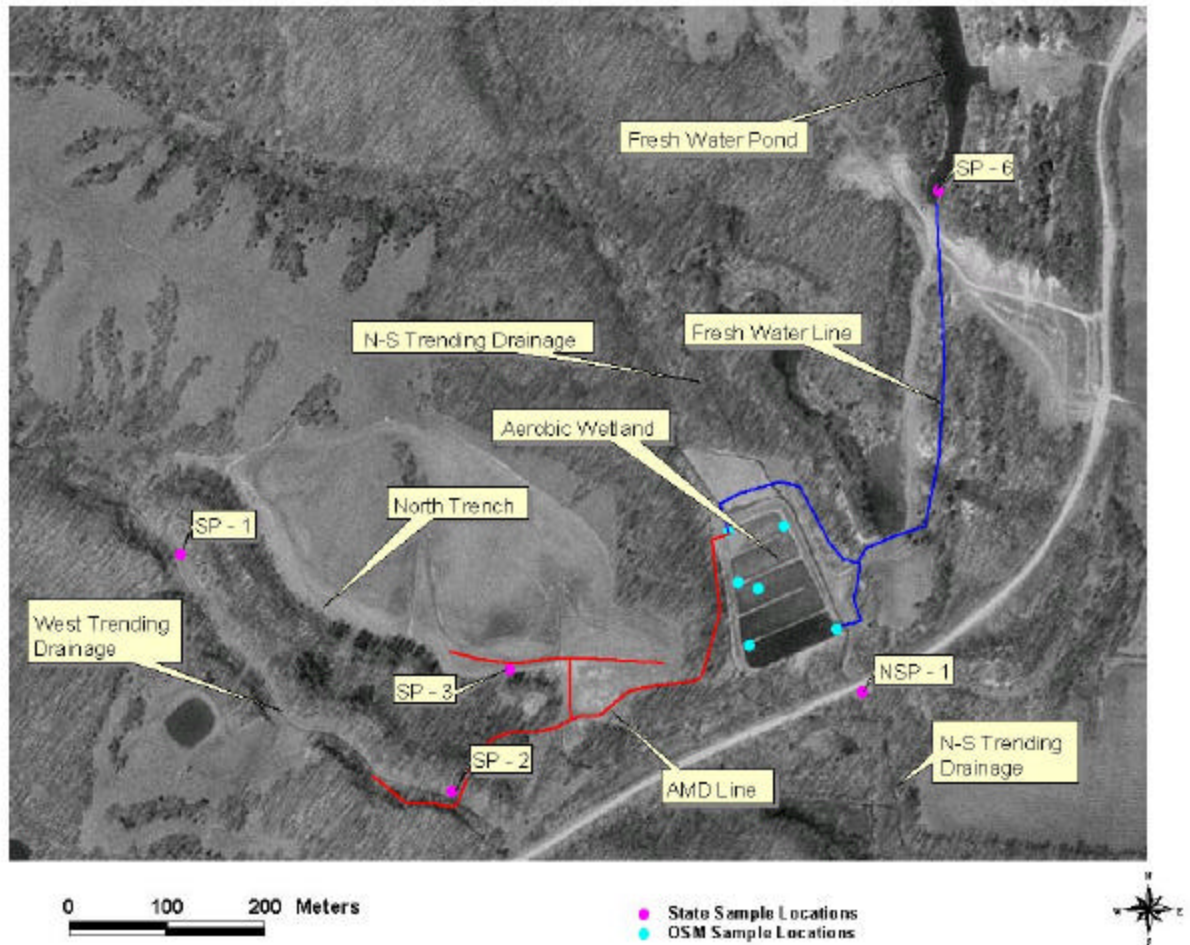 Fresh Water Pond
SP - 6
N-S Trending Drainage
Fresh Water Line
Aerobic Wetland
North Trench
SP - 1
West Trending
Drainage
SP - 3
NSP - 1
SP - 2
N-S Trending
Drainage
AMD Line
0 100 200 Meters
State Sample Locations
OSM Sample Locations
N
W E
S